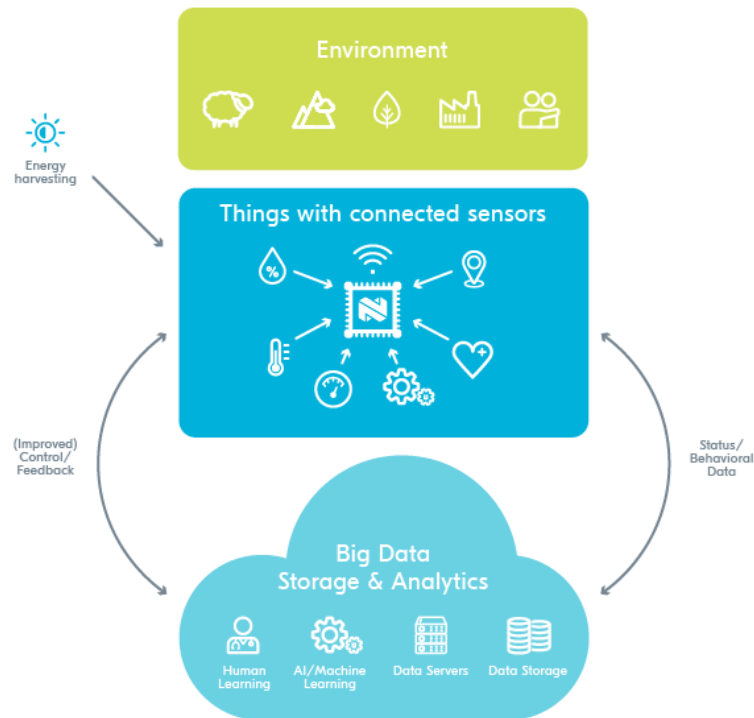 Environment
Energy
harvesting
Things with connected sensors
%
N
(Improved)
Control/
Feedback
Status/
Behavioral
Data
Big Data
Storage & Analytics
Human
Learning
AI/Machine
Learning
Data Servers
Data Storage